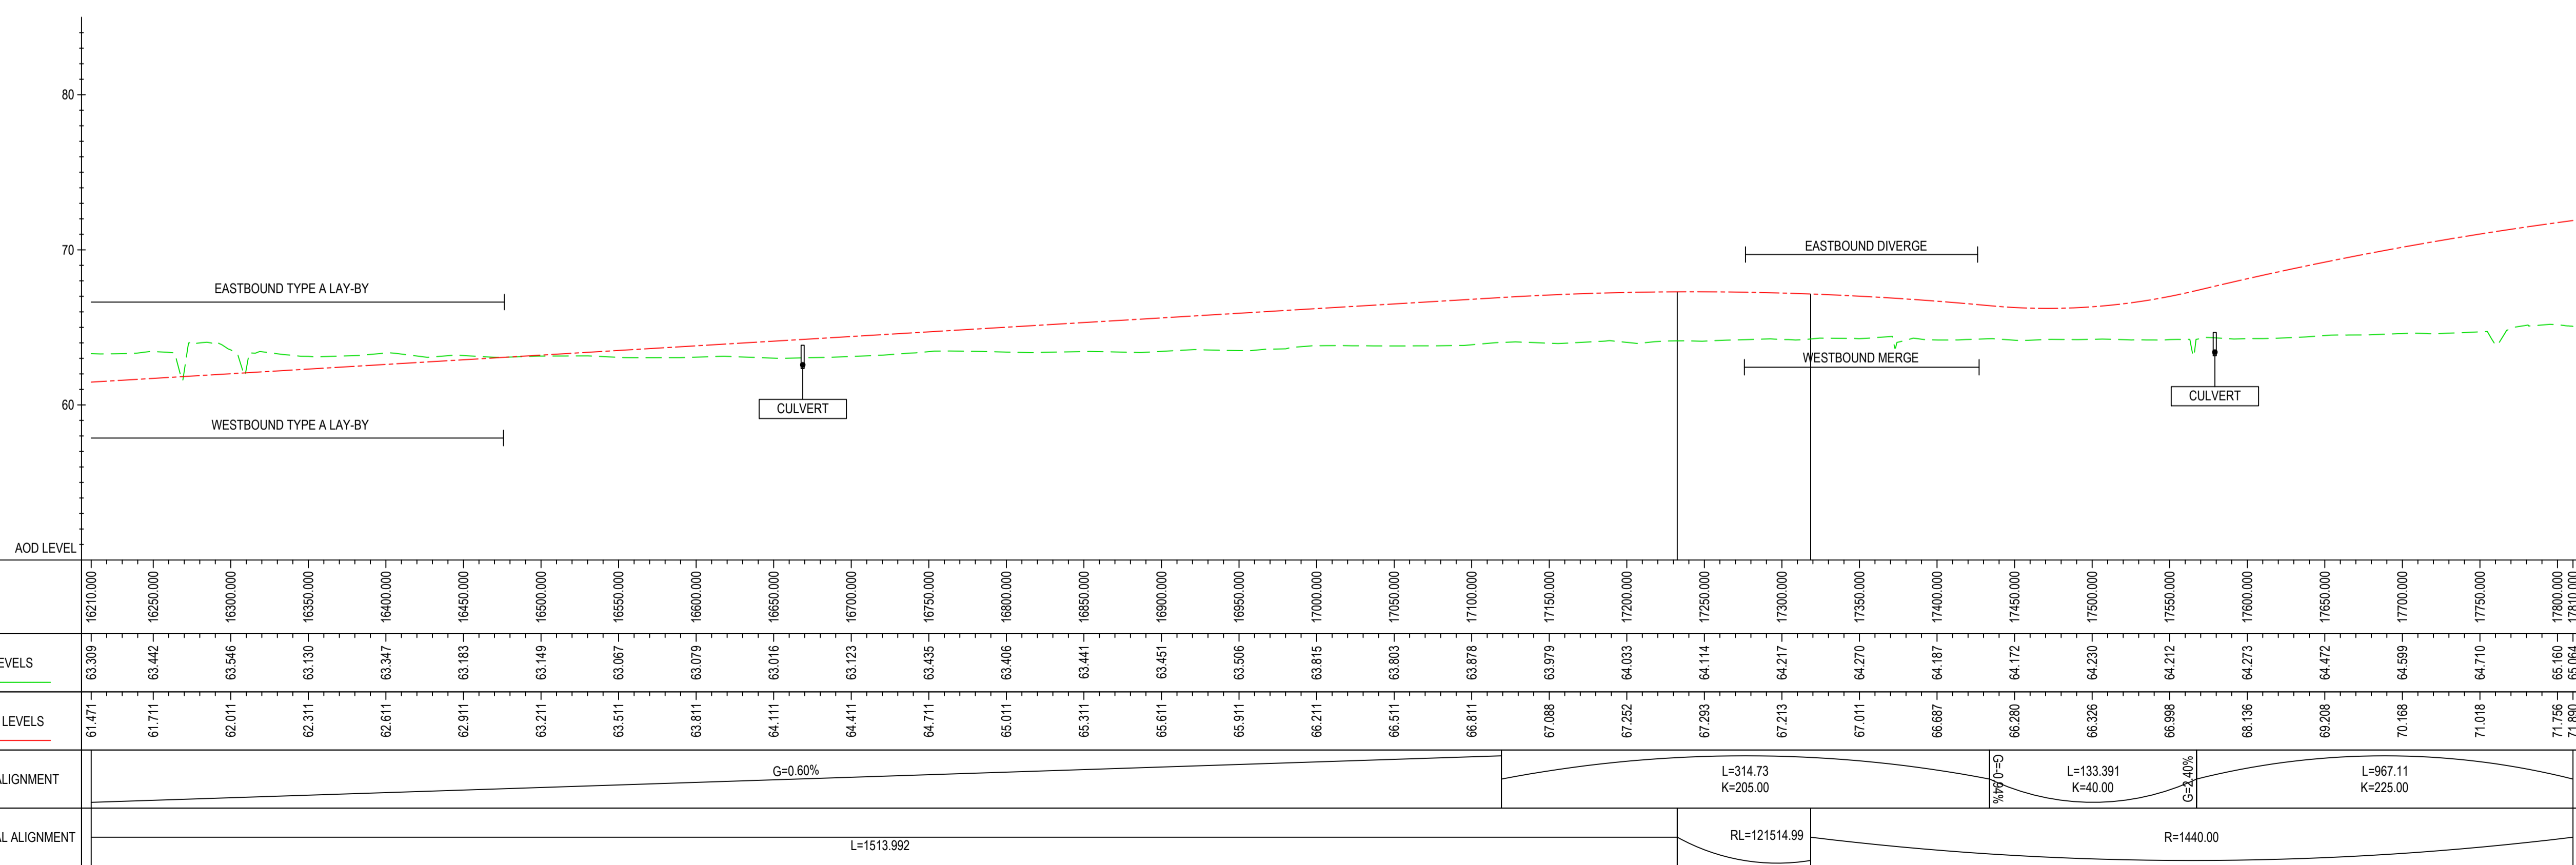 80
70
EASTBOUND DIVERGE
EASTBOUND TYPE A LAY-BY
WESTBOUND MERGE
60
CULVERT
CULVERT
WESTBOUND TYPE A LAY-BY
AOD LEVEL
16210.000 16250.000 16300.000 16350.000 16400.000 16450.000 16500.000 16550.000 16600.000 16650.000 16700.000 16750.000 16800.000 16850.000 16900.000 16950.000 17000.000 17050.000 17100.000 17150.000 17200.000 17250.000 17300.000 17350.000 17400.000 17450.000 17500.000 17550.000 17600.000 17650.000 17700.000 17750.000 17800.000 17810.000
EVELS 63.309 63.442 63.546 63.130 63.347 63.183 63.149 63.067 63.079 63.016 63.123 63.435 63.406 63.441 63.451 63.506 63.815 63.803 63.878 63.979 64.033 64.114 64.217 64.270 64.187 64.172 64.230 64.212 64.273 64.472 64.599 64.710 65.160 65.064
LEVELS 61.471 61.711 62.011 62.311 62.611 62.911 63.211 63.511 63.811 64.111 64.411 64.711 65.011 65.311 65.611 65.911 66.211 66.511 66.811 67.088 67.252 67.293 67.213 67.011 66.687 66.280 66.326 66.998 68.136 69.208 70.168 71.018 71.756 71.890
ALIGNMENT
G=0.60%
L=314.73
K=205.00
G=-0.94%
L=133.391
K=40.00
G=2.40%
L=967.11
K=225.00
AL ALIGNMENT
L=1513.992
RL=121514.99
R=1440.00